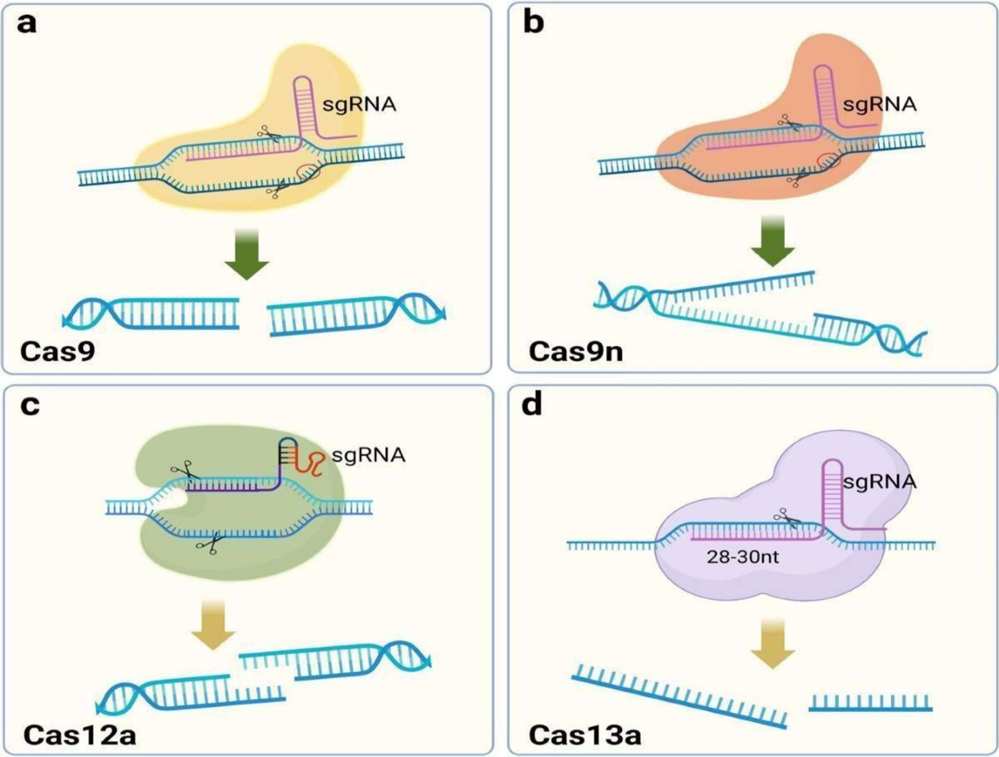 a
sgRNA
Cas9
b
sgRNA
Cas9n
c
sgRNA
Cas12a
d
sgRNA
28-30nt
Cas13a